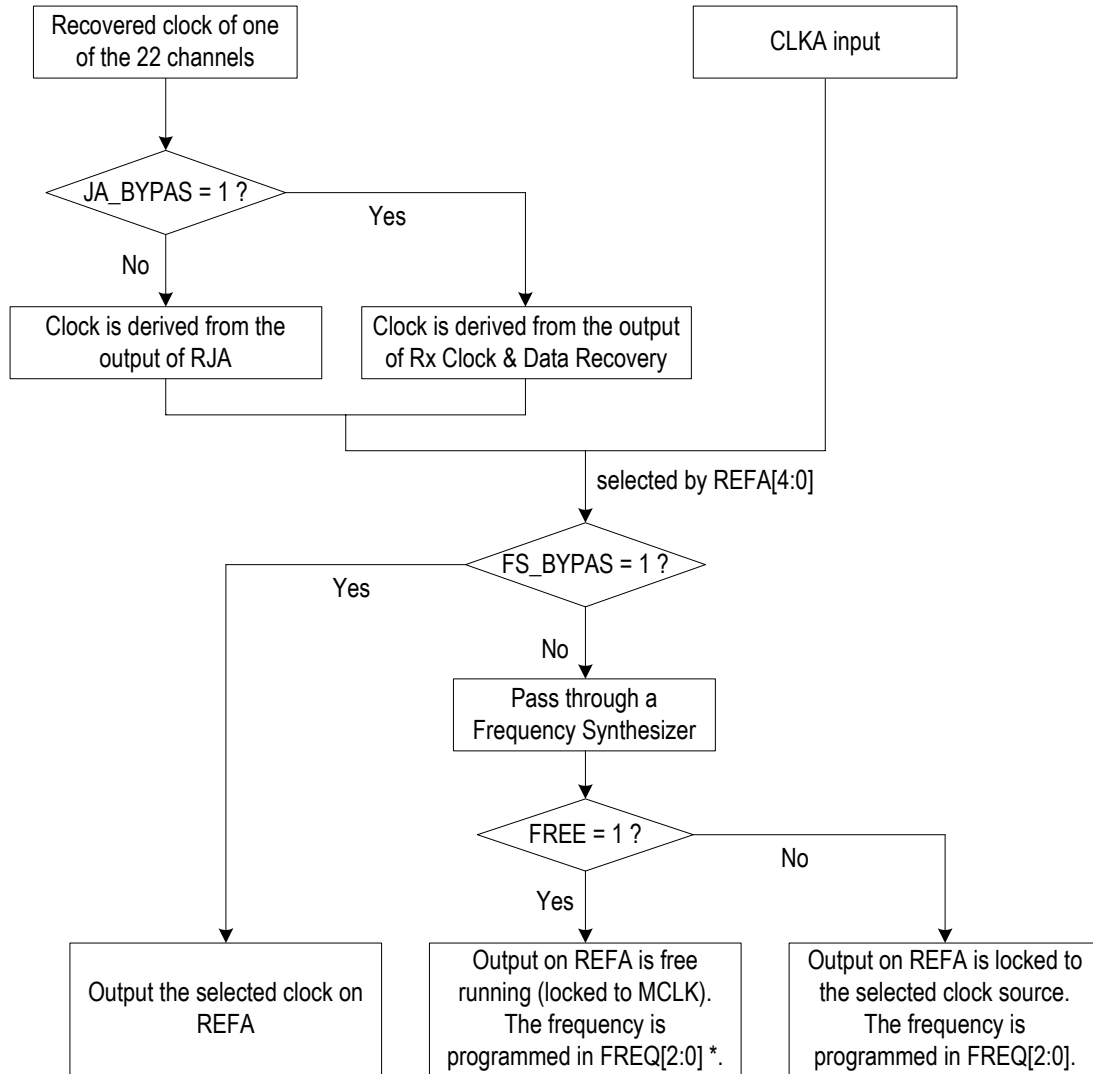 Recovered clock of one
of the 22 channels
CLKA input
JA_BYPAS = 1 ?
Yes
No
Clock is derived from the
output of RJA
Clock is derived from the output
of Rx Clock & Data Recovery
selected by REFA[4:0]
FS_BYPAS = 1 ?
Yes
No
Pass through a
Frequency Synthesizer
FREE = 1 ?
No
Yes
Output the selected clock on
REFA
Output on REFA is free
running (locked to MCLK).
The frequency is
programmed in FREQ[2:0] *.
Output on REFA is locked to
the selected clock source.
The frequency is
programmed in FREQ[2:0].